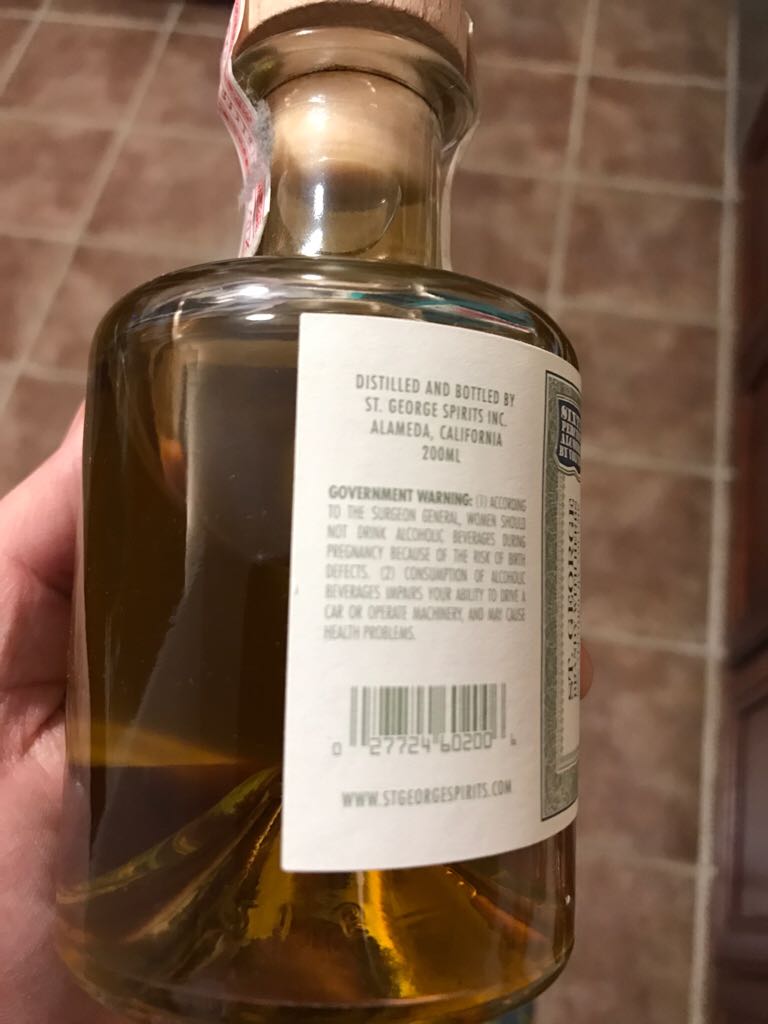 DISTILLED AND BOTTLED BY
ST. GEORGE SPIRITS INC.
ALAMEDA, CALIFORNIA
200ML
GOVERNMENT WARNING: (1) ACCORDING
TO THE SURGEON GENERAL, WOMEN SHOULD
NOT DRINK ALCOHOLIC BEVERAGES DURING
PREGNANCY BECAUSE OF THE RISK OF BIRTH
DEFECTS. (2) CONSUMPTION OF ALCOHOLIC
BEVERAGES IMPAIRS YOUR ABILITY TO DRIVE A
CAR OR OPERATE MACHINERY, AND MAY CAUSE
HEALTH PROBLEMS.
0 27724 60200 6
WWW.STGEORGESPIRITS.COM
ALCOHOL
ST. GEORGE